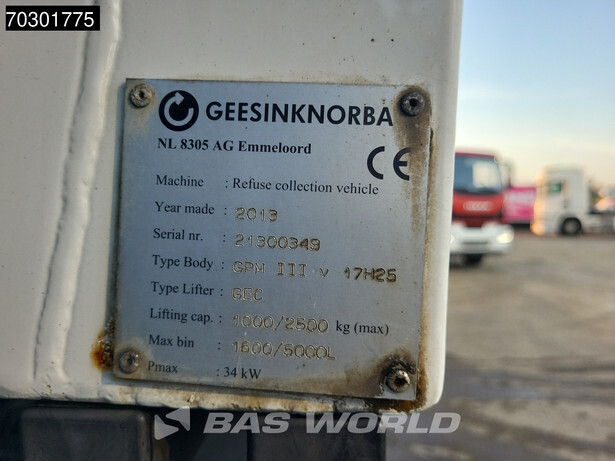 70301775
GEESINKNORBA
NL 8305 AG Emmeloord
CE
Machine : Refuse collection vehicle
Year made : 2013
Serial nr. : 21300349
Type Body : GPM III v 17H25
Type Lifter : GEC
Lifting cap. : 1000/2500 kg (max)
Max bin : 1600/5000L
Pmax : 34 kW
BAS WORLD